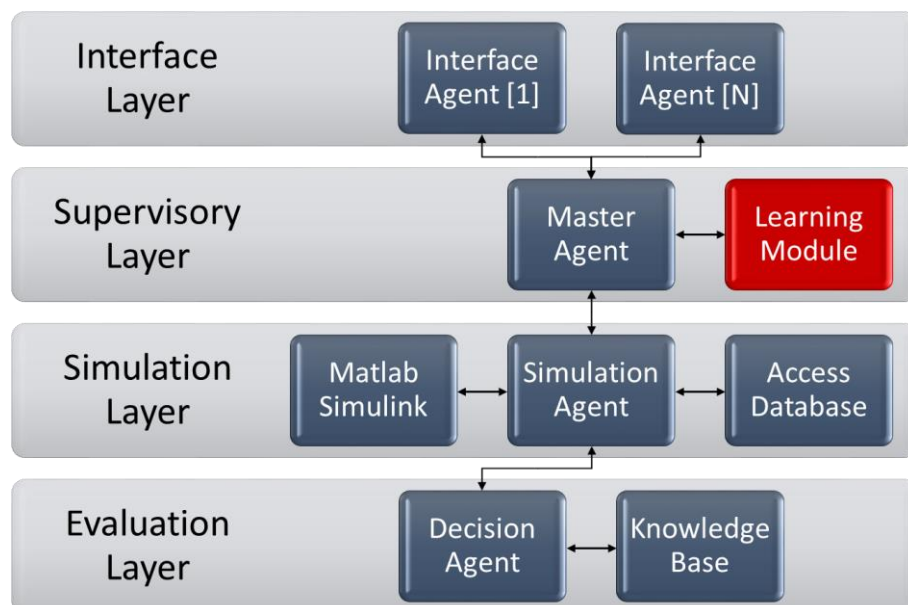 Interface
Layer
Interface
Agent [1]
Interface
Agent [N]
Supervisory
Layer
Master
Agent
Learning
Module
Simulation
Layer
Matlab
Simulink
Simulation
Agent
Access
Database
Evaluation
Layer
Decision
Agent
Knowledge
Base